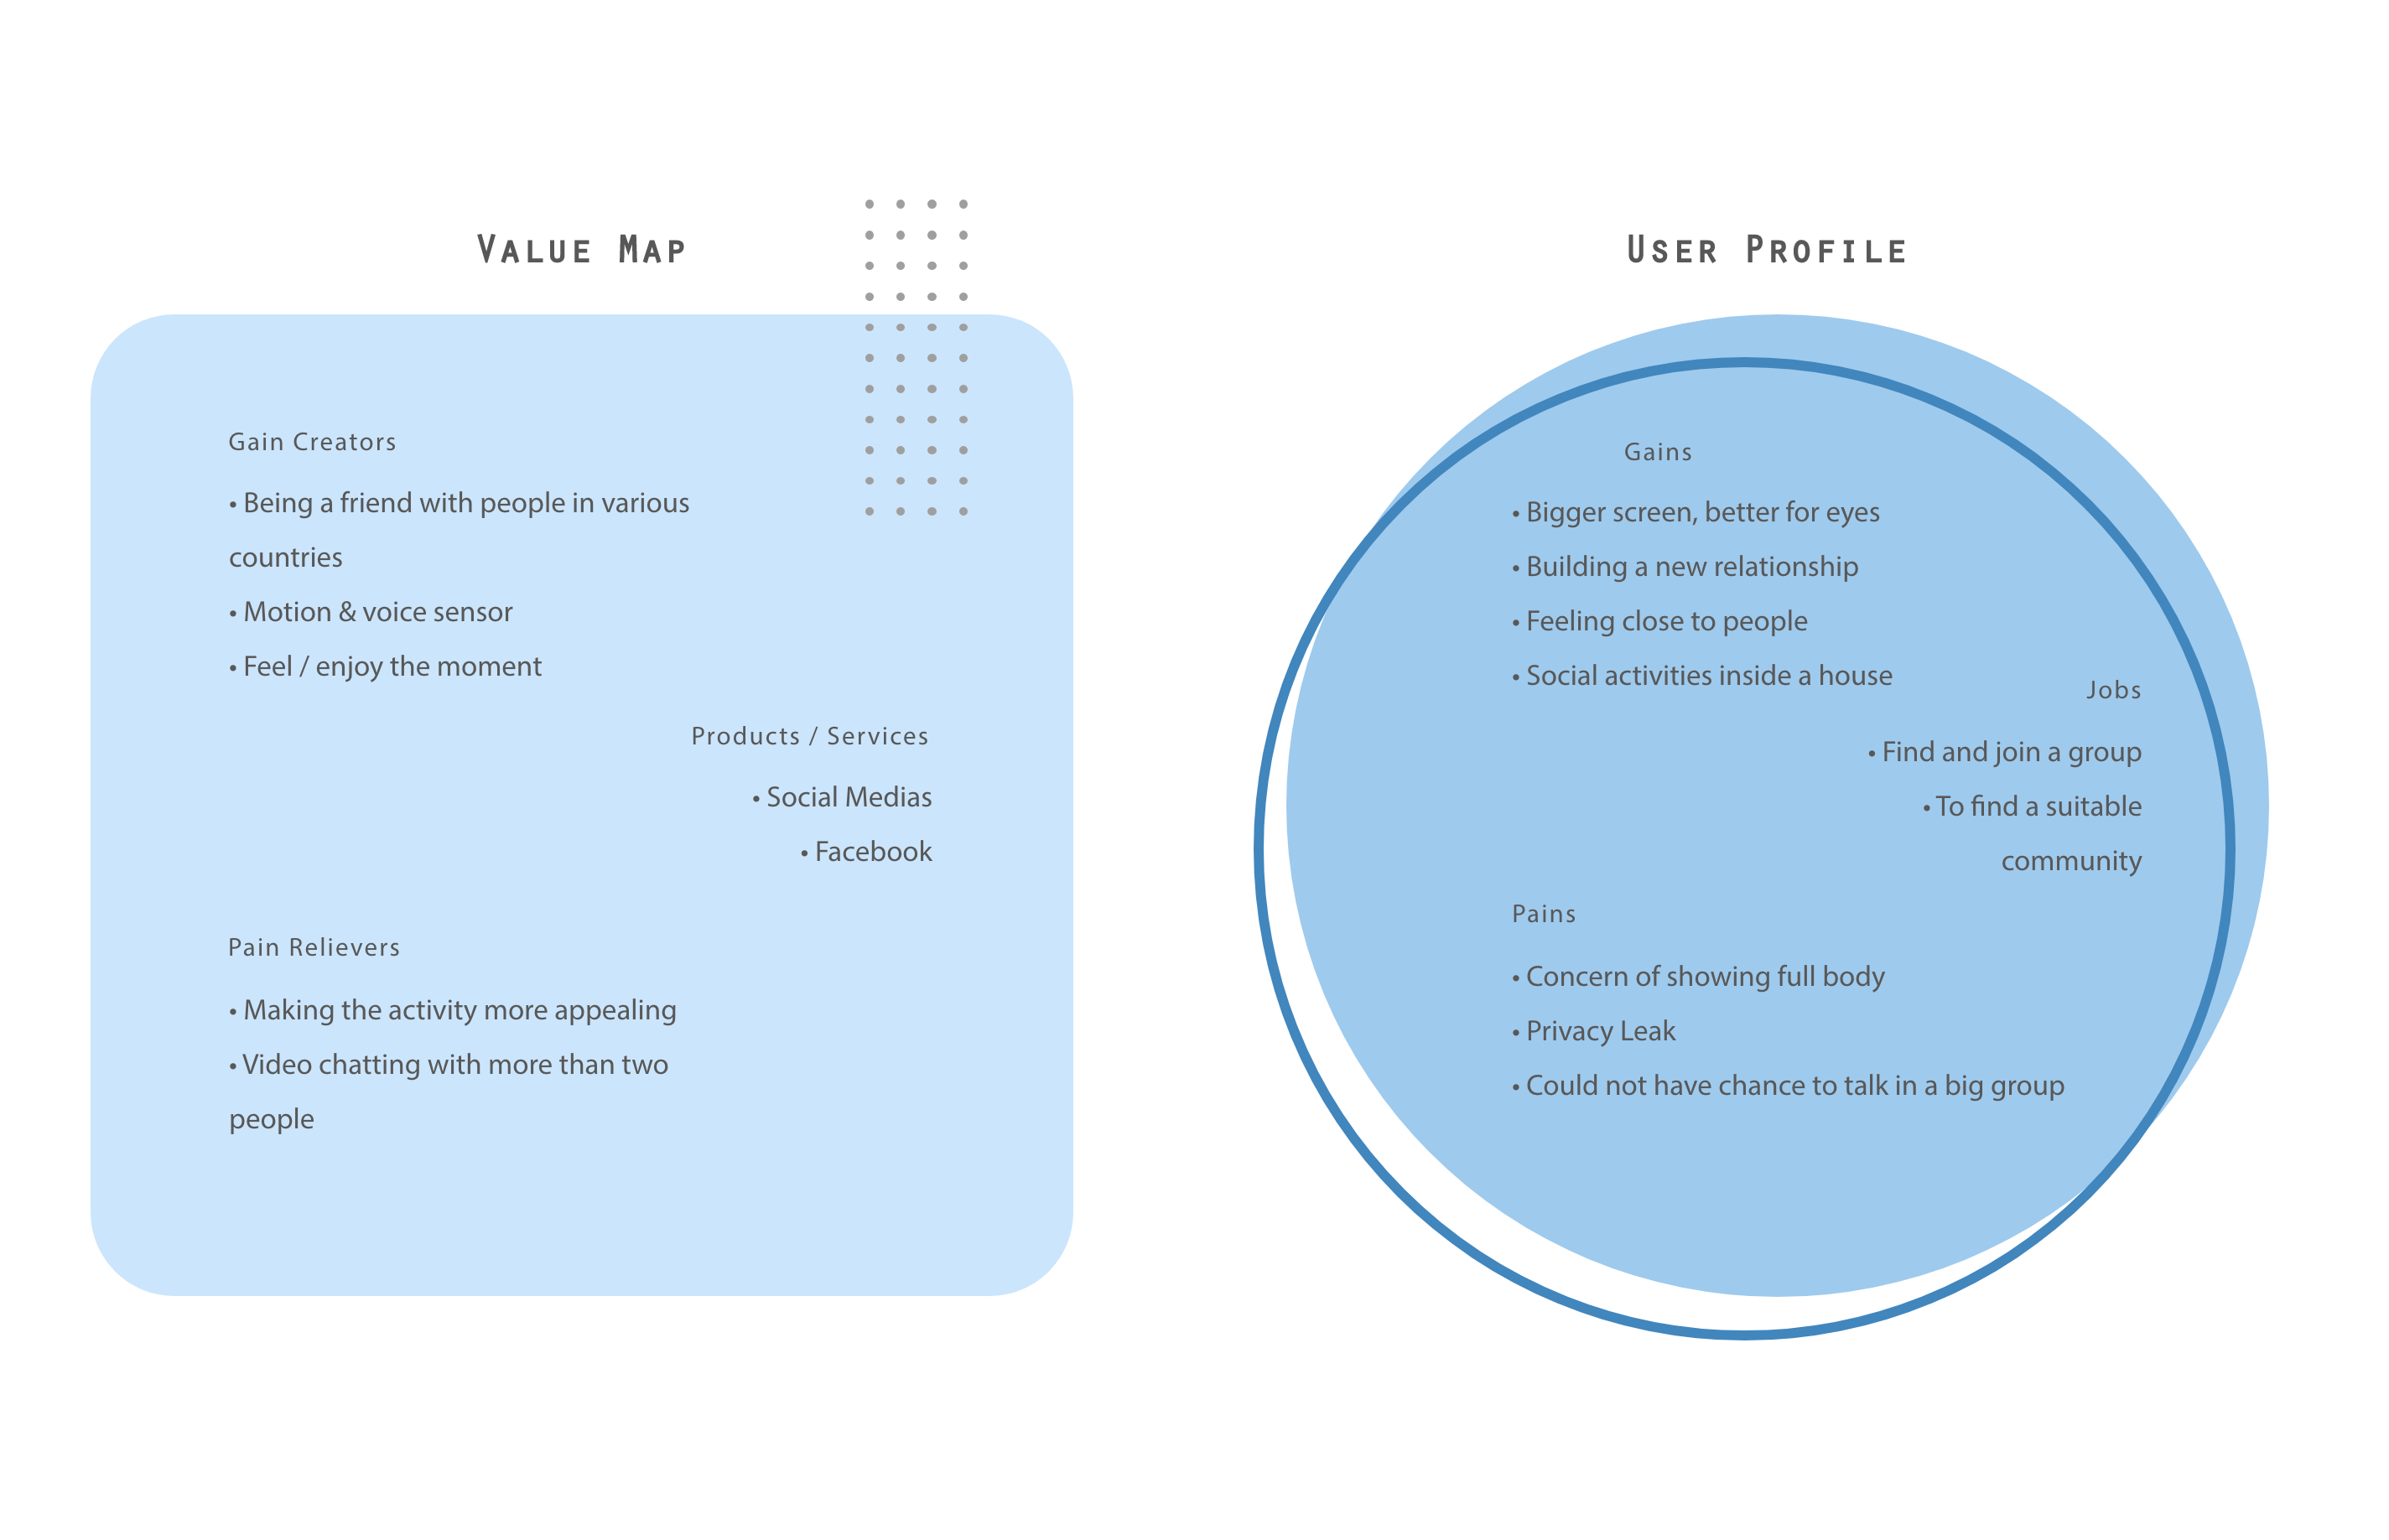 Value Map
Gain Creators
• Being a friend with people in various
countries
• Motion & voice sensor
• Feel / enjoy the moment
Products / Services
• Social Medias
• Facebook
Pain Relievers
• Making the activity more appealing
• Video chatting with more than two
people
User Profile
Gains
• Bigger screen, better for eyes
• Building a new relationship
• Feeling close to people
• Social activities inside a house
Jobs
• Find and join a group
• To find a suitable
community
Pains
• Concern of showing full body
• Privacy Leak
• Could not have chance to talk in a big group